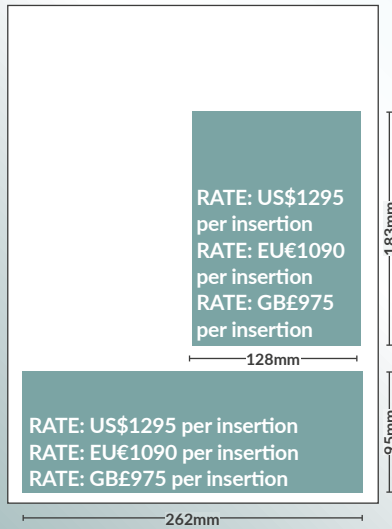 RATE: US$1295
per insertion
RATE: EU€1090
per insertion
RATE: GB£975
per insertion
183mm
128mm
RATE: US$1295 per insertion
RATE: EU€1090 per insertion
RATE: GB£975 per insertion
95mm
262mm